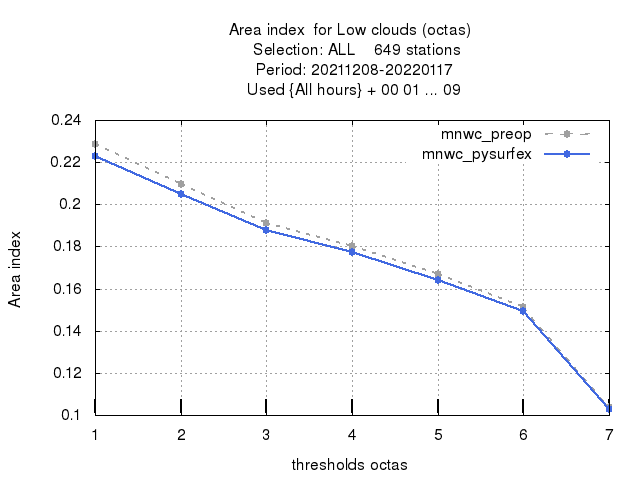 Area index  for Low clouds (octas)
Selection: ALL    649 stations
Period: 20211208-20220117
Used {All hours} + 00 01 ... 09
mnwc_preop
mnwc_pysurfex
0.24
0.22
0.2
0.18
0.16
0.14
0.12
0.1
Area index
1 2 3 4 5 6 7
thresholds octas